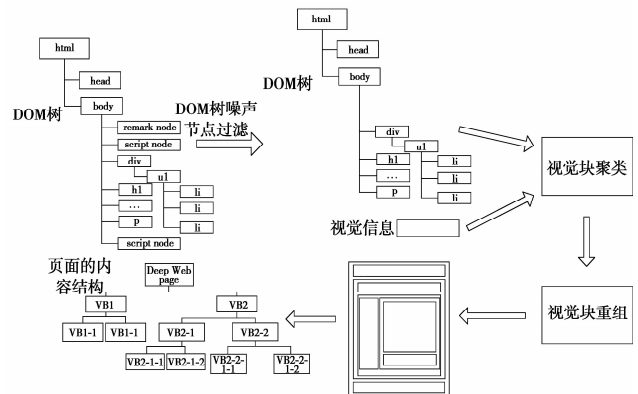 html
head
body
DOM树
remark node
script node
div
u1
li
h1
li
...
li
p
script node
DOM树噪声
节点过滤
html
head
body
DOM树
div
u1
h1
li
...
li
p
li
视觉信息
视觉块聚类
视觉块重组
页面的内
容结构
Deep Web
page
VB1
VB2
VB1-1
VB1-1
VB2-1
VB2-2
VB2-1-1
VB2-1-2
VB2-2-
1-1
VB2-2-
1-2